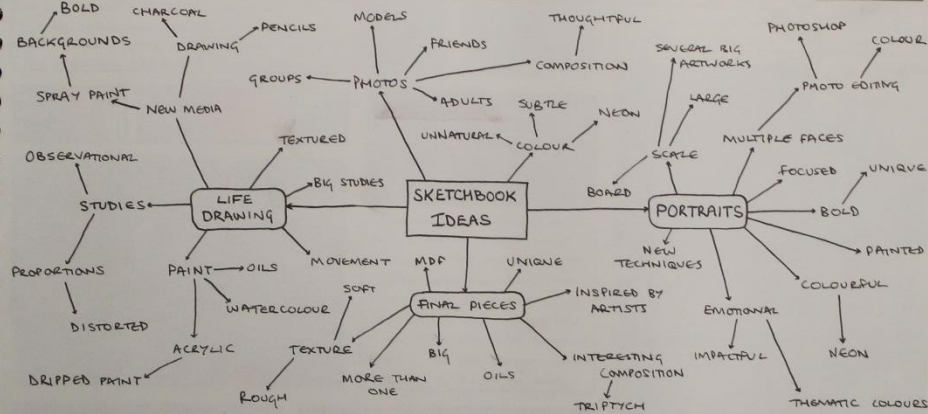 BOLD
BACKGROUNDS
SPRAY PAINT
CHARCOAL
DRAWING
PENCILS
NEW MEDIA
MODELS
FRIENDS
GROUPS
PHOTOS
ADULTS
THOUGHTFUL
COMPOSITION
SUBTLE
UNNATURAL
COLOUR
NEON
SEVERAL BIG
ARTWORKS
LARGE
SCALE
BOARD
PHOTOSHOP
COLOUR
PHOTO EDITING
MULTIPLE FACES
FOCUSED
UNIQUE
BOLD
PAINTED
OBSERVATIONAL
STUDIES
TEXTURED
BIG STUDIES
LIFE
DRAWING
SKETCHBOOK
IDEAS
PORTRAITS
NEW
TECHNIQUES
PROPORTIONS
DISTORTED
PAINT
OILS
WATERCOLOUR
ACRYLIC
DRIPPED PAINT
MOVEMENT
MDF
UNIQUE
SOFT
FINAL PIECES
INSPIRED BY
ARTISTS
TEXTURE
ROUGH
MORE THAN
ONE
BIG
OILS
INTERESTING
COMPOSITION
TRIPTYCH
EMOTIONAL
IMPACTFUL
THEMATIC COLOURS
COLOURFUL
NEON